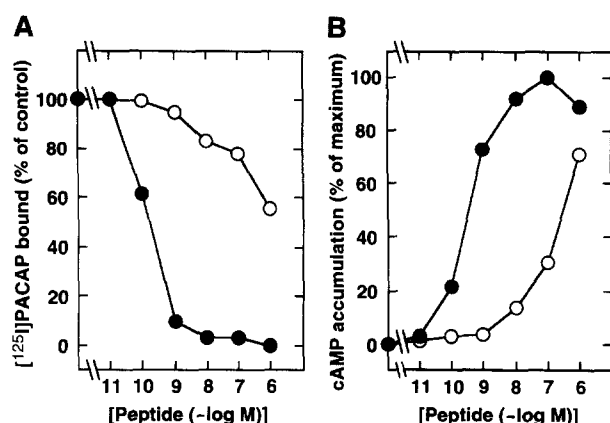 A
[125I]PACAP bound (% of control)
100
80
60
40
20
0
11 10 9 8 7 6
[Peptide (-log M)]
B
cAMP accumulation (% of maximum)
100
80
60
40
20
0
11 10 9 8 7 6
[Peptide (-log M)]